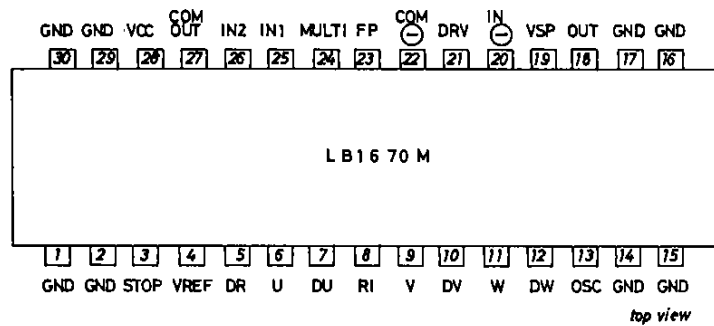 GND GND VCC COM OUT IN2 IN1 MULTI FP COM ⊖ DRV IN ⊖ VSP OUT GND GND
30 29 28 27 26 25 24 23 22 21 20 19 18 17 16
LB1670M
1 2 3 4 5 6 7 8 9 10 11 12 13 14 15
GND GND STOP VREF DR U DU RI V DV W DW OSC GND GND
top view